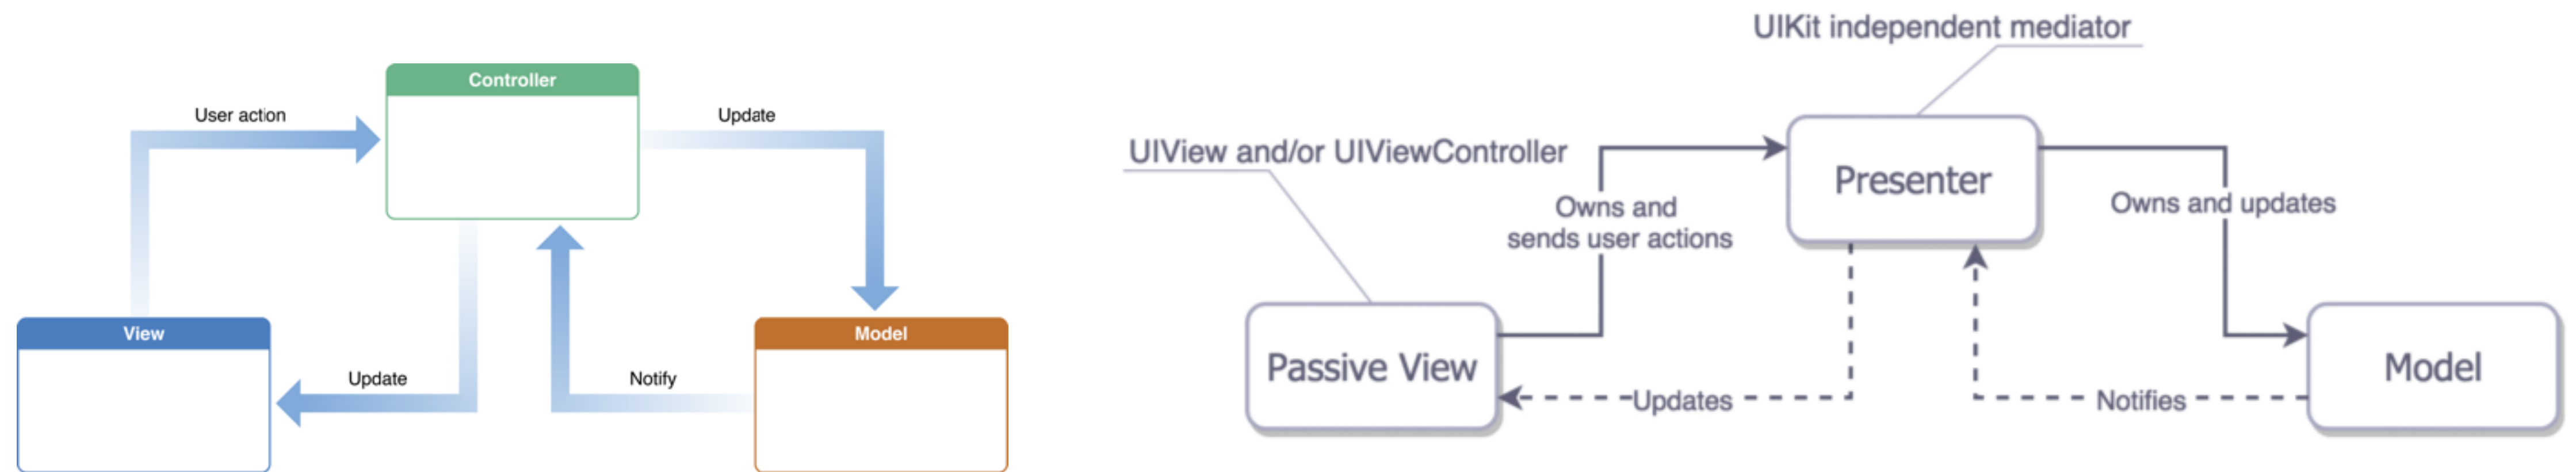 Controller
User action
Update
View
Model
Update
Notify
UIKit independent mediator
UIView and/or UIViewController
Presenter
Owns and
sends user actions
Owns and updates
Passive View
Model
Updates
Notifies